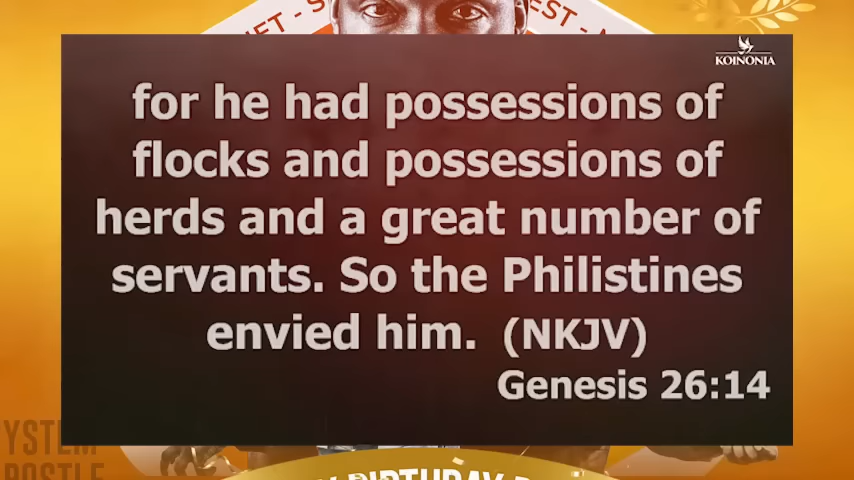 KOINONIA
for he had possessions of
flocks and possessions of
herds and a great number of
servants. So the Philistines
envied him. (NKJV)
Genesis 26:14